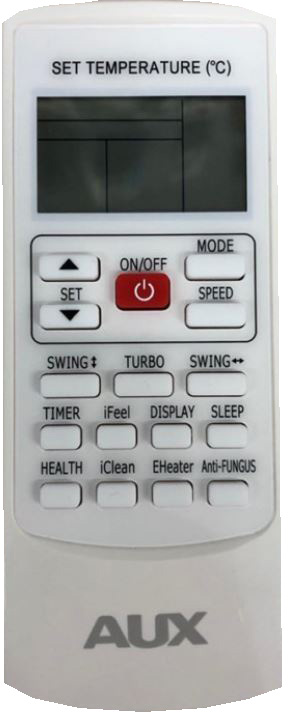 SET TEMPERATURE (℃)
MODE
ON/OFF
SET
SPEED
SWING↕ TURBO SWING↔
TIMER iFeel DISPLAY SLEEP
HEALTH iClean EHeater Anti-FUNGUS
AUX